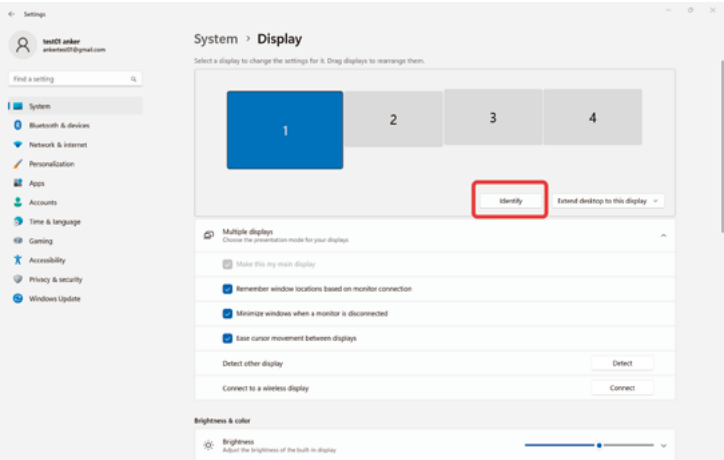 Settings
test01 anker
ankertest01@gmail.com
System > Display
Select a display to change the settings for it. Drag displays to rearrange them.
Find a setting
1
2
3
4
Identify
Extend desktop to this display
System
Bluetooth & devices
Network & internet
Personalization
Apps
Accounts
Time & language
Gaming
Accessibility
Privacy & security
Windows Update
Multiple displays
Choose the presentation mode for your displays
Make this my main display
Remember window locations based on monitor connection
Minimize windows when a monitor is disconnected
Ease cursor movement between displays
Detect other display
Detect
Connect to a wireless display
Connect
Brightness & color
Brightness
Adjust the brightness of the built-in display